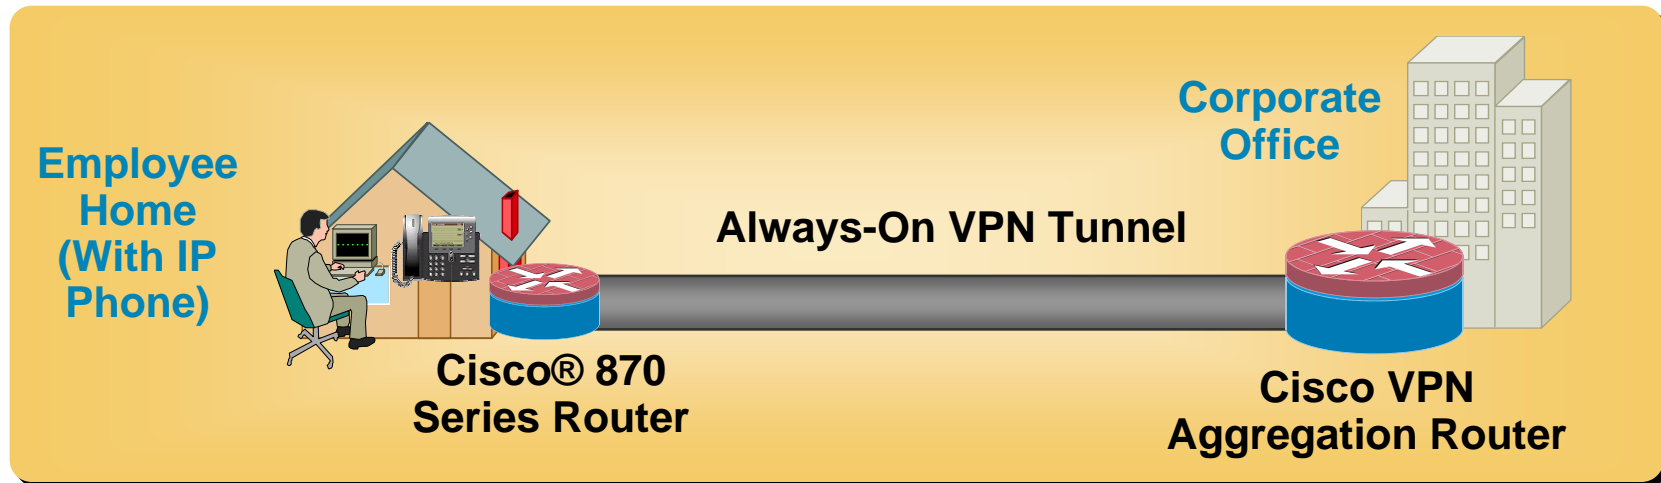 Employee
Home
(With IP
Phone)
Cisco® 870
Series Router
Always-On VPN Tunnel
Corporate
Office
Cisco VPN
Aggregation Router